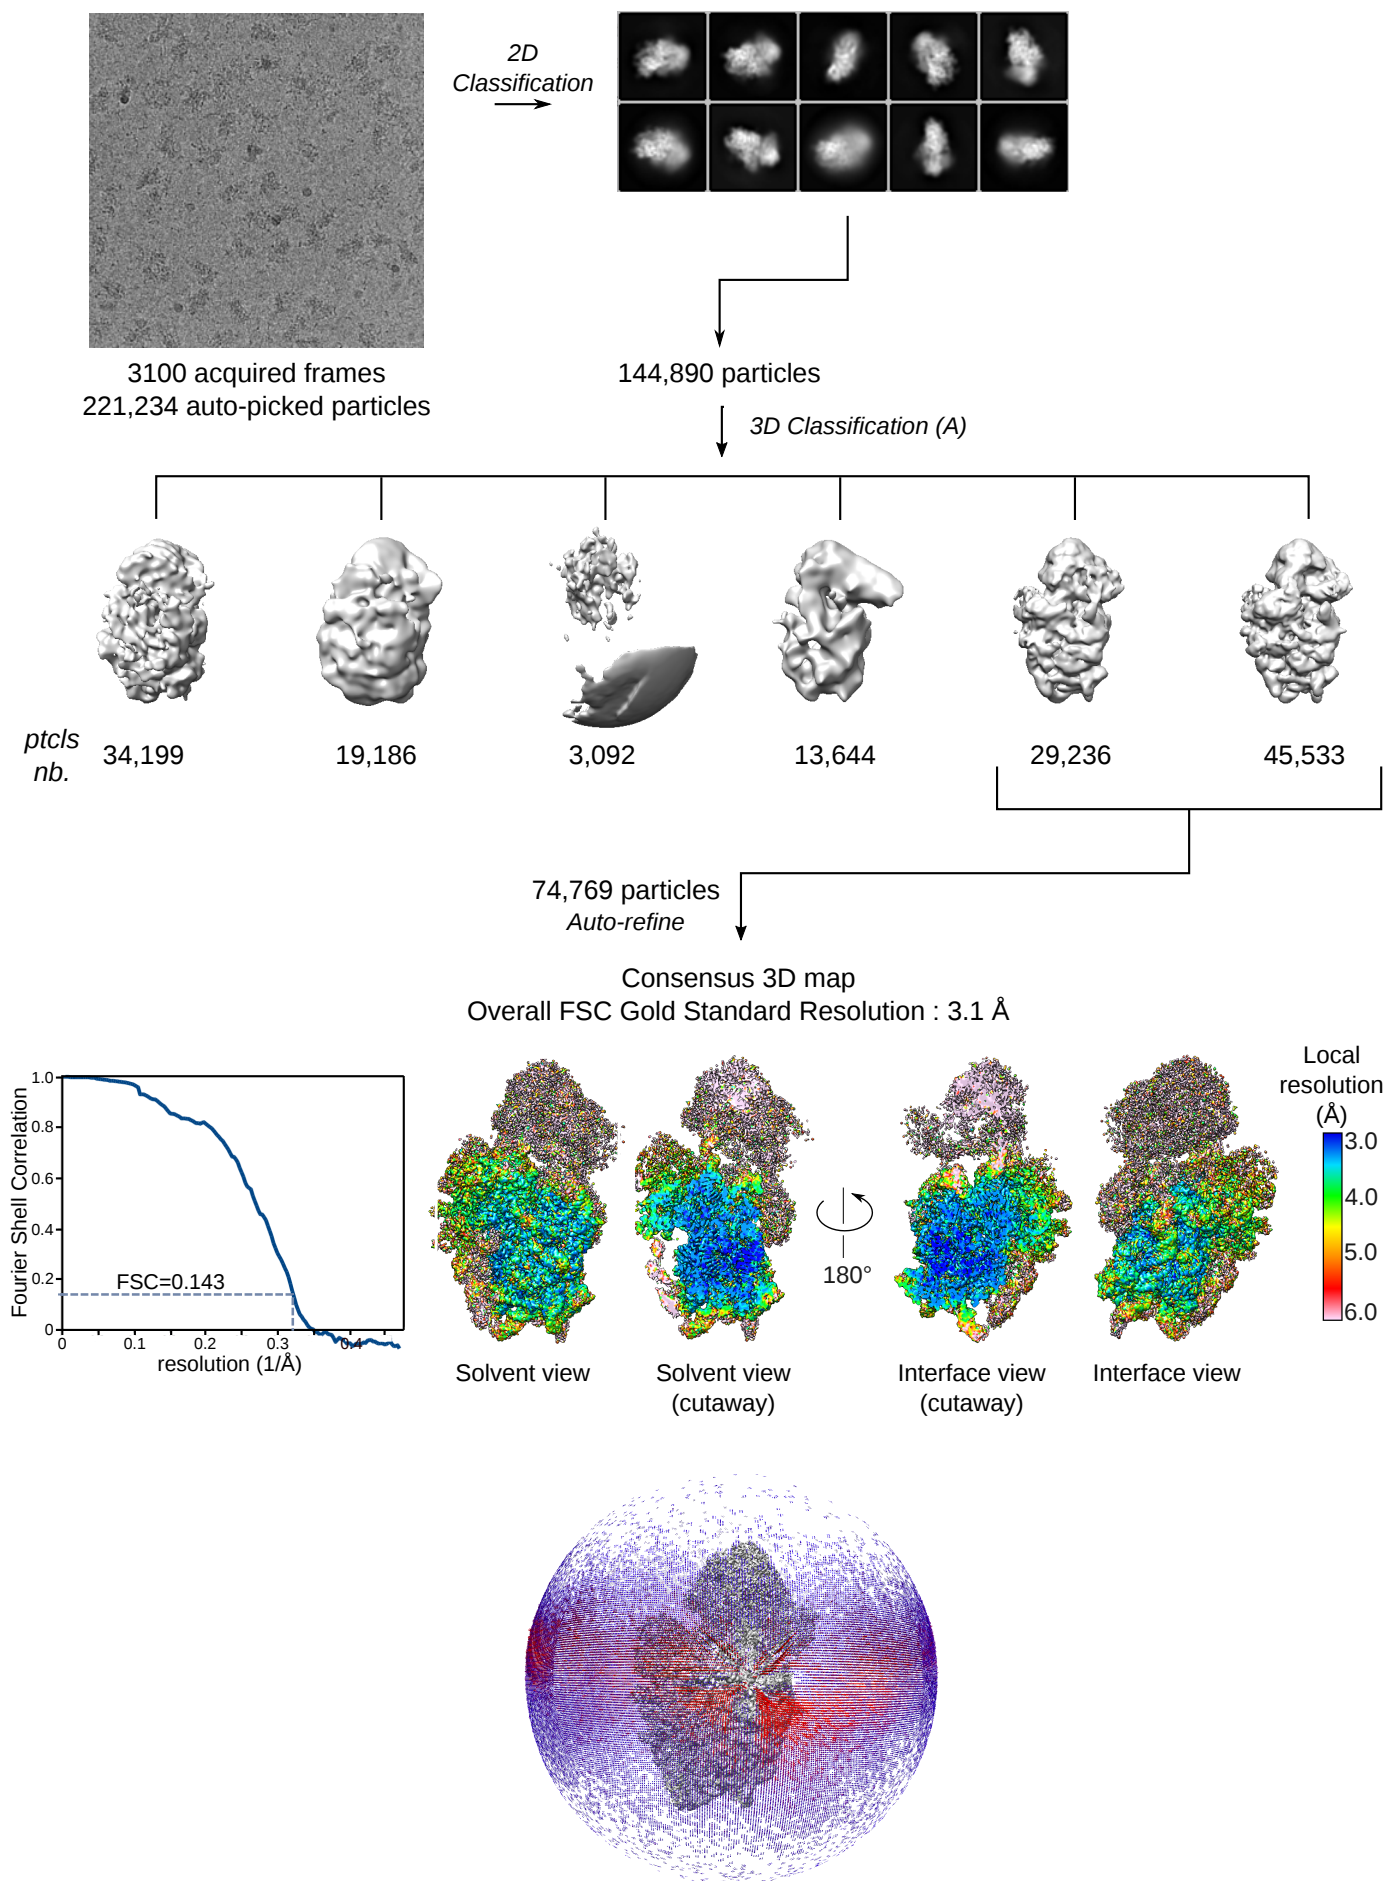 2D
Classification
3100 acquired frames
221,234 auto-picked particles
144,890 particles
3D Classification (A)
ptcls
nb.
34,199
19,186
3,092
13,644
29,236
45,533
74,769 particles
Auto-refine
Consensus 3D map
Overall FSC Gold Standard Resolution : 3.1 Å
Fourier Shell Correlation
1.0
0.8
0.6
0.4
0.2
0
FSC=0.143
0
0.1
0.2
0.3
0.4
resolution (1/Å)
Solvent view
Solvent view
(cutaway)
180°
Interface view
(cutaway)
Interface view
Local
resolution
(Å)
3.0
4.0
5.0
6.0